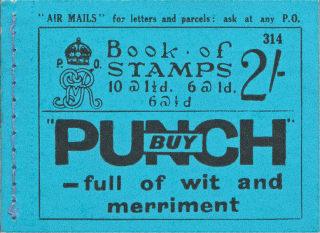 "AIR MAILS" for letters and parcels: ask at any P.O.
314
P. O.
Book of
STAMPS 2/-
10 @ 1½d. 6 @ 1d.
6 @ ½d
"PUNCH"
BUY
—full of wit and
merriment